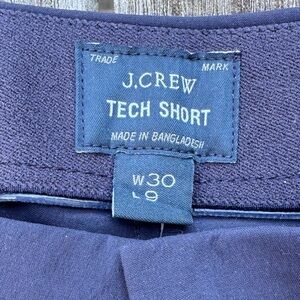 TRADE MARK
J.CREW
TECH SHORT
MADE IN BANGLADESH
W30
L9